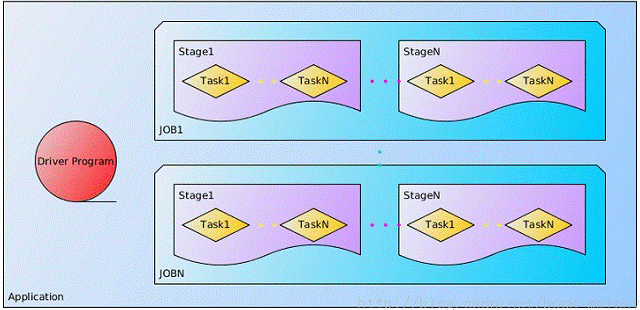 Stage1
StageN
Task1
TaskN
Task1
TaskN
JOB1
Driver Program
Stage1
StageN
Task1
TaskN
Task1
TaskN
JOBN
Application